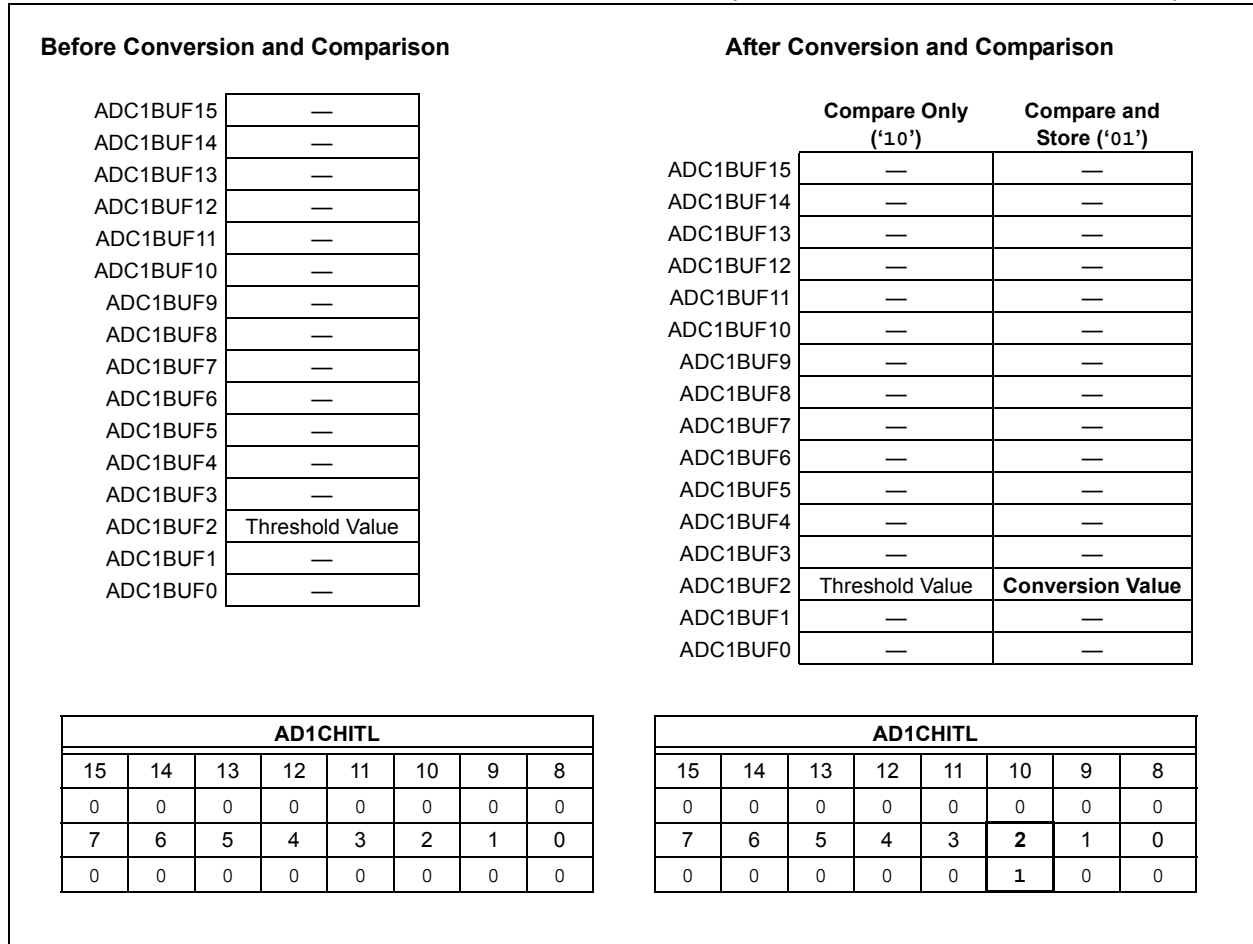 Before Conversion and Comparison
After Conversion and Comparison
ADC1BUF15 —
ADC1BUF14 —
ADC1BUF13 —
ADC1BUF12 —
ADC1BUF11 —
ADC1BUF10 —
ADC1BUF9 —
ADC1BUF8 —
ADC1BUF7 —
ADC1BUF6 —
ADC1BUF5 —
ADC1BUF4 —
ADC1BUF3 —
ADC1BUF2 Threshold Value
ADC1BUF1 —
ADC1BUF0 —
Compare Only Compare and
(‘10’) Store (‘01’)
ADC1BUF15 — —
ADC1BUF14 — —
ADC1BUF13 — —
ADC1BUF12 — —
ADC1BUF11 — —
ADC1BUF10 — —
ADC1BUF9 — —
ADC1BUF8 — —
ADC1BUF7 — —
ADC1BUF6 — —
ADC1BUF5 — —
ADC1BUF4 — —
ADC1BUF3 — —
ADC1BUF2 Threshold Value Conversion Value
ADC1BUF1 — —
ADC1BUF0 — —
AD1CHITL
15 14 13 12 11 10 9 8
0 0 0 0 0 0 0 0
7 6 5 4 3 2 1 0
0 0 0 0 0 0 0 0
AD1CHITL
15 14 13 12 11 10 9 8
0 0 0 0 0 0 0 0
7 6 5 4 3 2 1 0
0 0 0 0 0 1 0 0